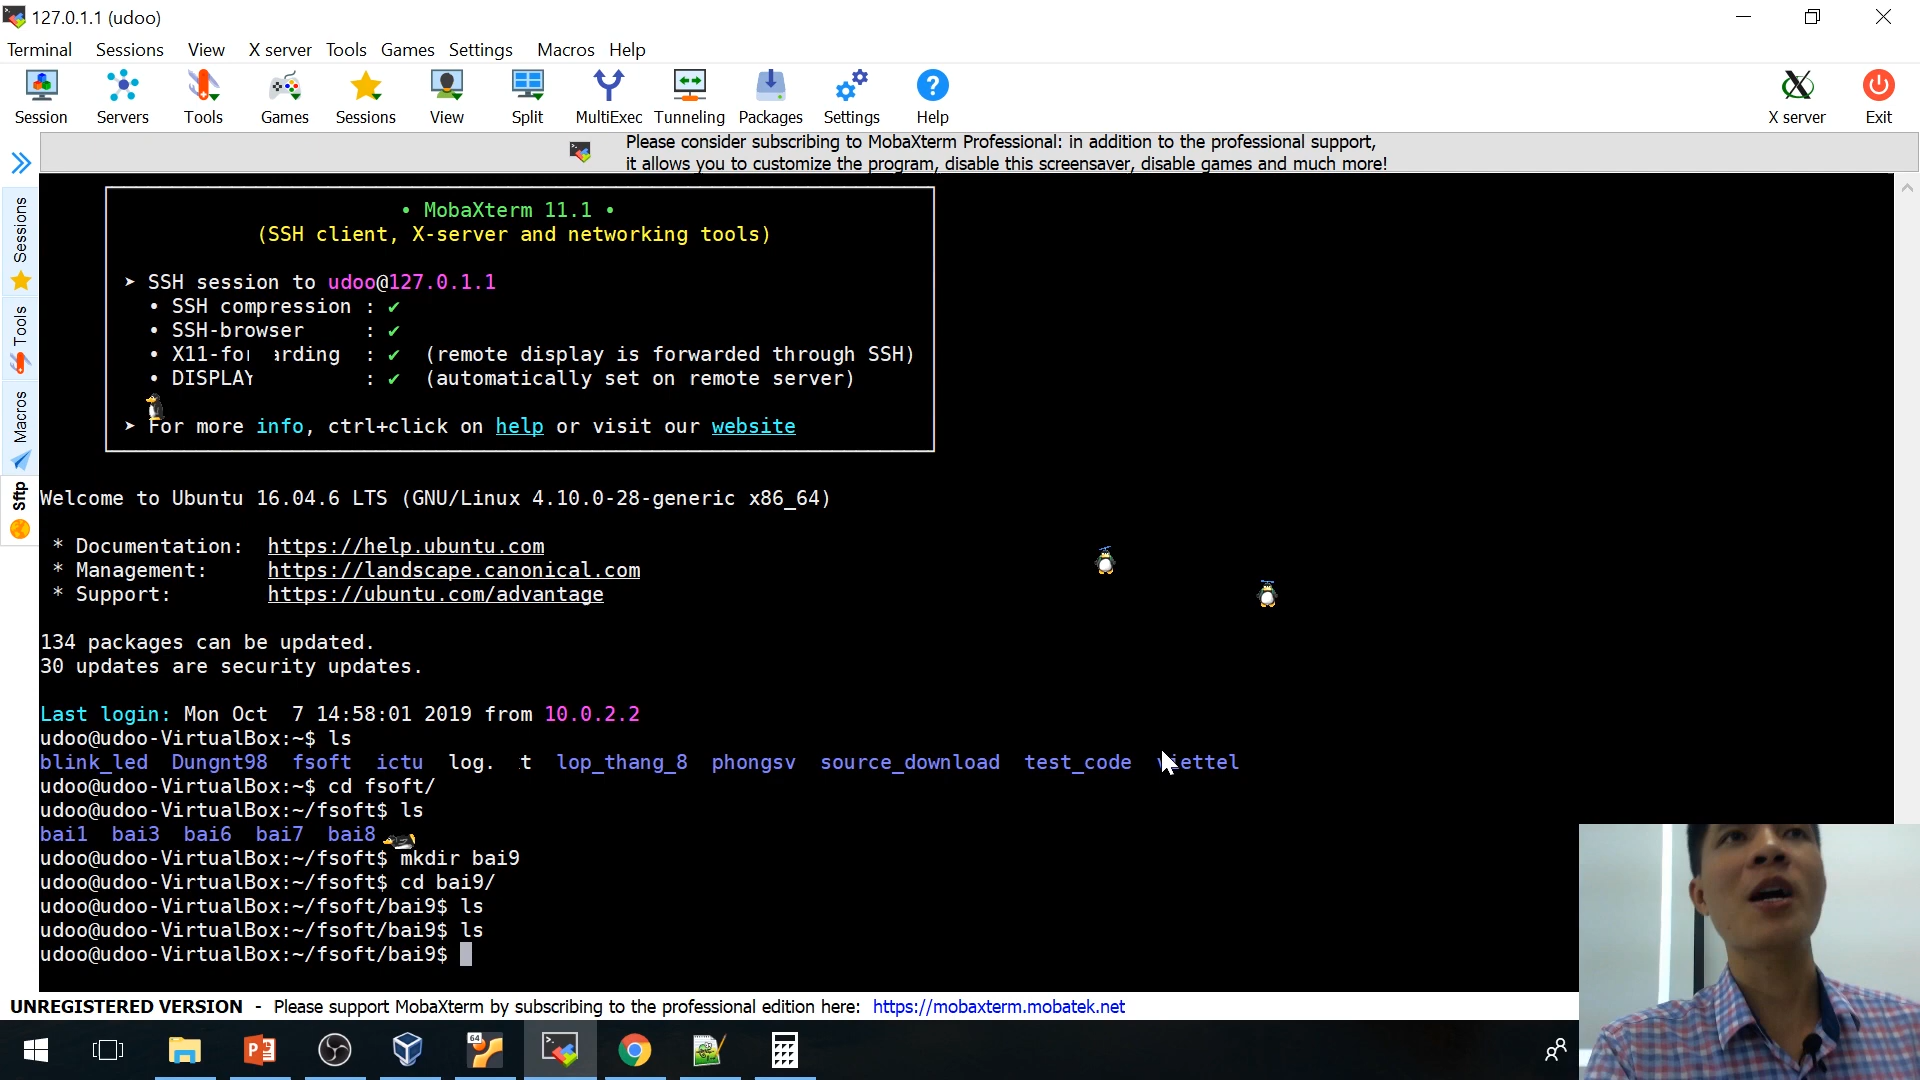 127.0.1.1 (udoo)
Terminal Sessions View X server Tools Games Settings Macros Help
Session Servers Tools Games Sessions View Split MultiExec Tunneling Packages Settings Help X server Exit
Please consider subscribing to MobaXterm Professional: in addition to the professional support,
it allows you to customize the program, disable this screensaver, disable games and much more!
Sessions
Tools
Macros
Sftp
• MobaXterm 11.1 •
(SSH client, X-server and networking tools)
➤ SSH session to udoo@127.0.1.1
• SSH compression : ✔
• SSH-browser : ✔
• X11-for arding : ✔ (remote display is forwarded through SSH)
• DISPLAY : ✔ (automatically set on remote server)
➤ For more info, ctrl+click on help or visit our website
Welcome to Ubuntu 16.04.6 LTS (GNU/Linux 4.10.0-28-generic x86_64)
* Documentation: https://help.ubuntu.com
* Management: https://landscape.canonical.com
* Support: https://ubuntu.com/advantage
134 packages can be updated.
30 updates are security updates.
Last login: Mon Oct 7 14:58:01 2019 from 10.0.2.2
udoo@udoo-VirtualBox:~$ ls
blink_led Dungnt98 fsoft ictu log. t lop_thang_8 phongsv source_download test_code viettel
udoo@udoo-VirtualBox:~$ cd fsoft/
udoo@udoo-VirtualBox:~/fsoft$ ls
bai1 bai3 bai6 bai7 bai8
udoo@udoo-VirtualBox:~/fsoft$ mkdir bai9
udoo@udoo-VirtualBox:~/fsoft$ cd bai9/
udoo@udoo-VirtualBox:~/fsoft/bai9$ ls
udoo@udoo-VirtualBox:~/fsoft/bai9$ ls
udoo@udoo-VirtualBox:~/fsoft/bai9$
UNREGISTERED VERSION - Please support MobaXterm by subscribing to the professional edition here: https://mobaxterm.mobatek.net
64